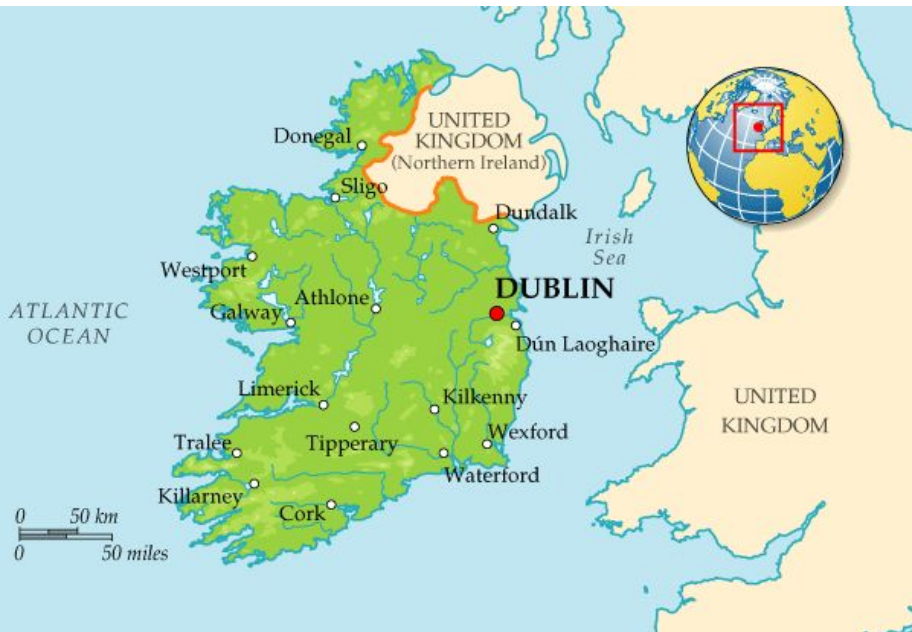 UNITED
KINGDOM
(Northern Ireland)
Donegal
Sligo
Dundalk
Irish
Sea
Westport
DUBLIN
Athlone
Galway
ATLANTIC
OCEAN
Dún Laoghaire
Limerick
Kilkenny
UNITED
KINGDOM
Wexford
Tralee
Tipperary
Waterford
Killarney
Cork
0 50 km
0 50 miles